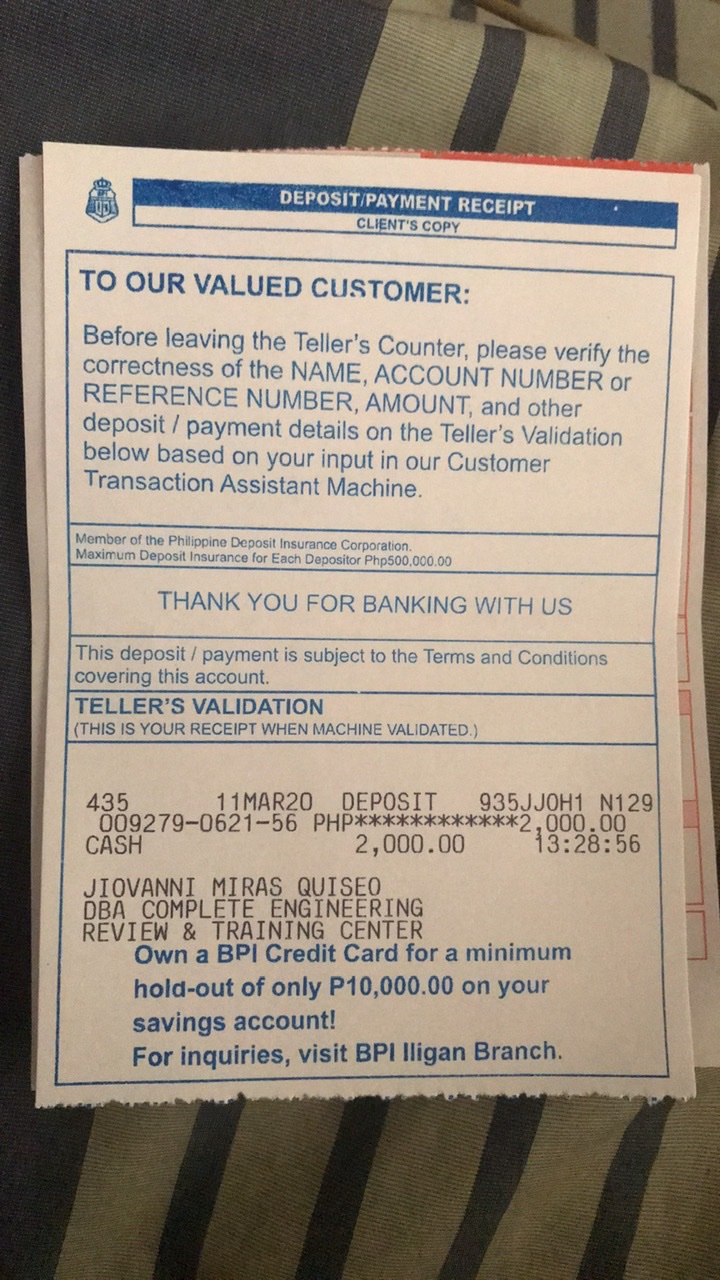 DEPOSIT/PAYMENT RECEIPT
CLIENT'S COPY
TO OUR VALUED CUSTOMER:
Before leaving the Teller's Counter, please verify the
correctness of the NAME, ACCOUNT NUMBER or
REFERENCE NUMBER, AMOUNT, and other
deposit / payment details on the Teller's Validation
below based on your input in our Customer
Transaction Assistant Machine.
Member of the Philippine Deposit Insurance Corporation.
Maximum Deposit Insurance for Each Depositor Php500,000.00
THANK YOU FOR BANKING WITH US
This deposit / payment is subject to the Terms and Conditions
covering this account.
TELLER'S VALIDATION
(THIS IS YOUR RECEIPT WHEN MACHINE VALIDATED.)
435 11MAR20 DEPOSIT 935JJOH1 N129
009279-0621-56 PHP************2,000.00
CASH 2,000.00 13:28:56
JIOVANNI MIRAS QUISEO
DBA COMPLETE ENGINEERING
REVIEW & TRAINING CENTER
Own a BPI Credit Card for a minimum
hold-out of only P10,000.00 on your
savings account!
For inquiries, visit BPI Iligan Branch.